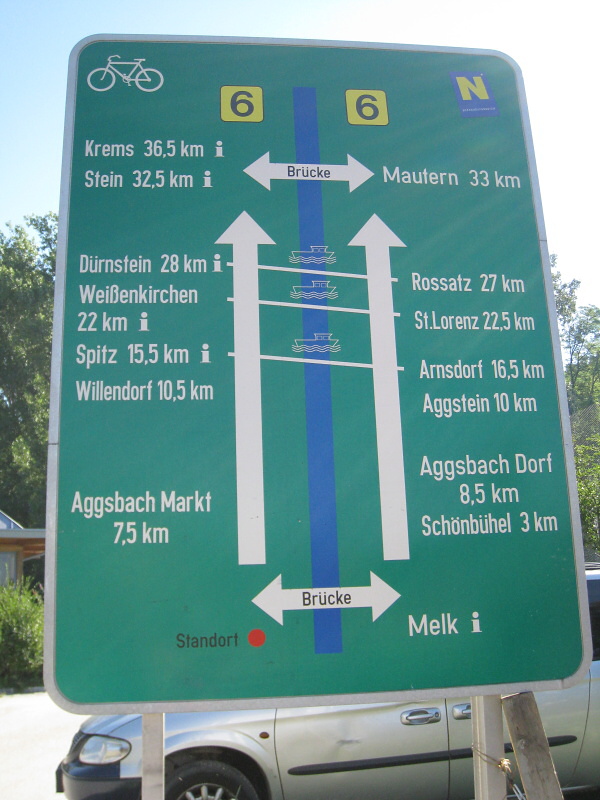 6
6
N
Krems 36,5 km i
Stein 32,5 km i
Brücke
Mautern 33 km
Dürnstein 28 km i
Weißenkirchen
22 km i
Spitz 15,5 km i
Willendorf 10,5 km
Rossatz 27 km
St.Lorenz 22,5 km
Arnsdorf 16,5 km
Aggstein 10 km
Aggsbach Markt
7,5 km
Aggsbach Dorf
8,5 km
Schönbühel 3 km
Brücke
Melk i
Standort